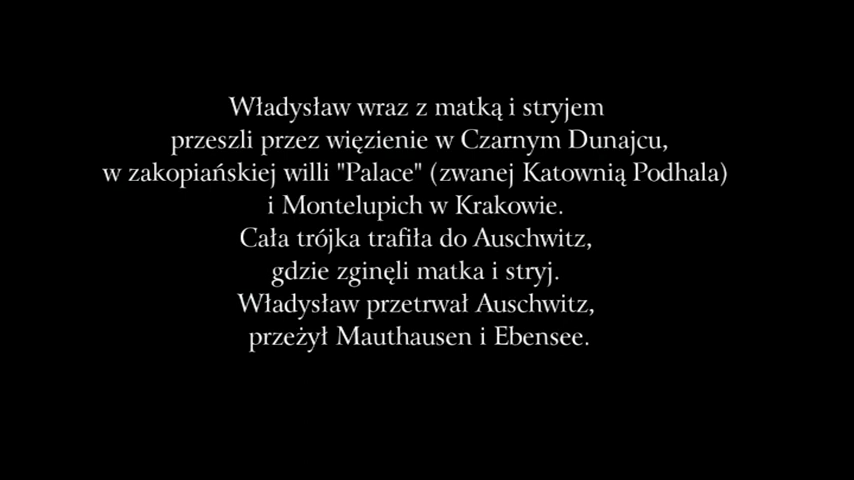 Władysław wraz z matką i stryjem
przeszli przez więzienie w Czarnym Dunajcu,
w zakopiańskiej willi "Palace" (zwanej Katownią Podhala)
i Montelupich w Krakowie.
Cała trójka trafiła do Auschwitz,
gdzie zginęli matka i stryj.
Władysław przetrwał Auschwitz,
przeżył Mauthausen i Ebensee.